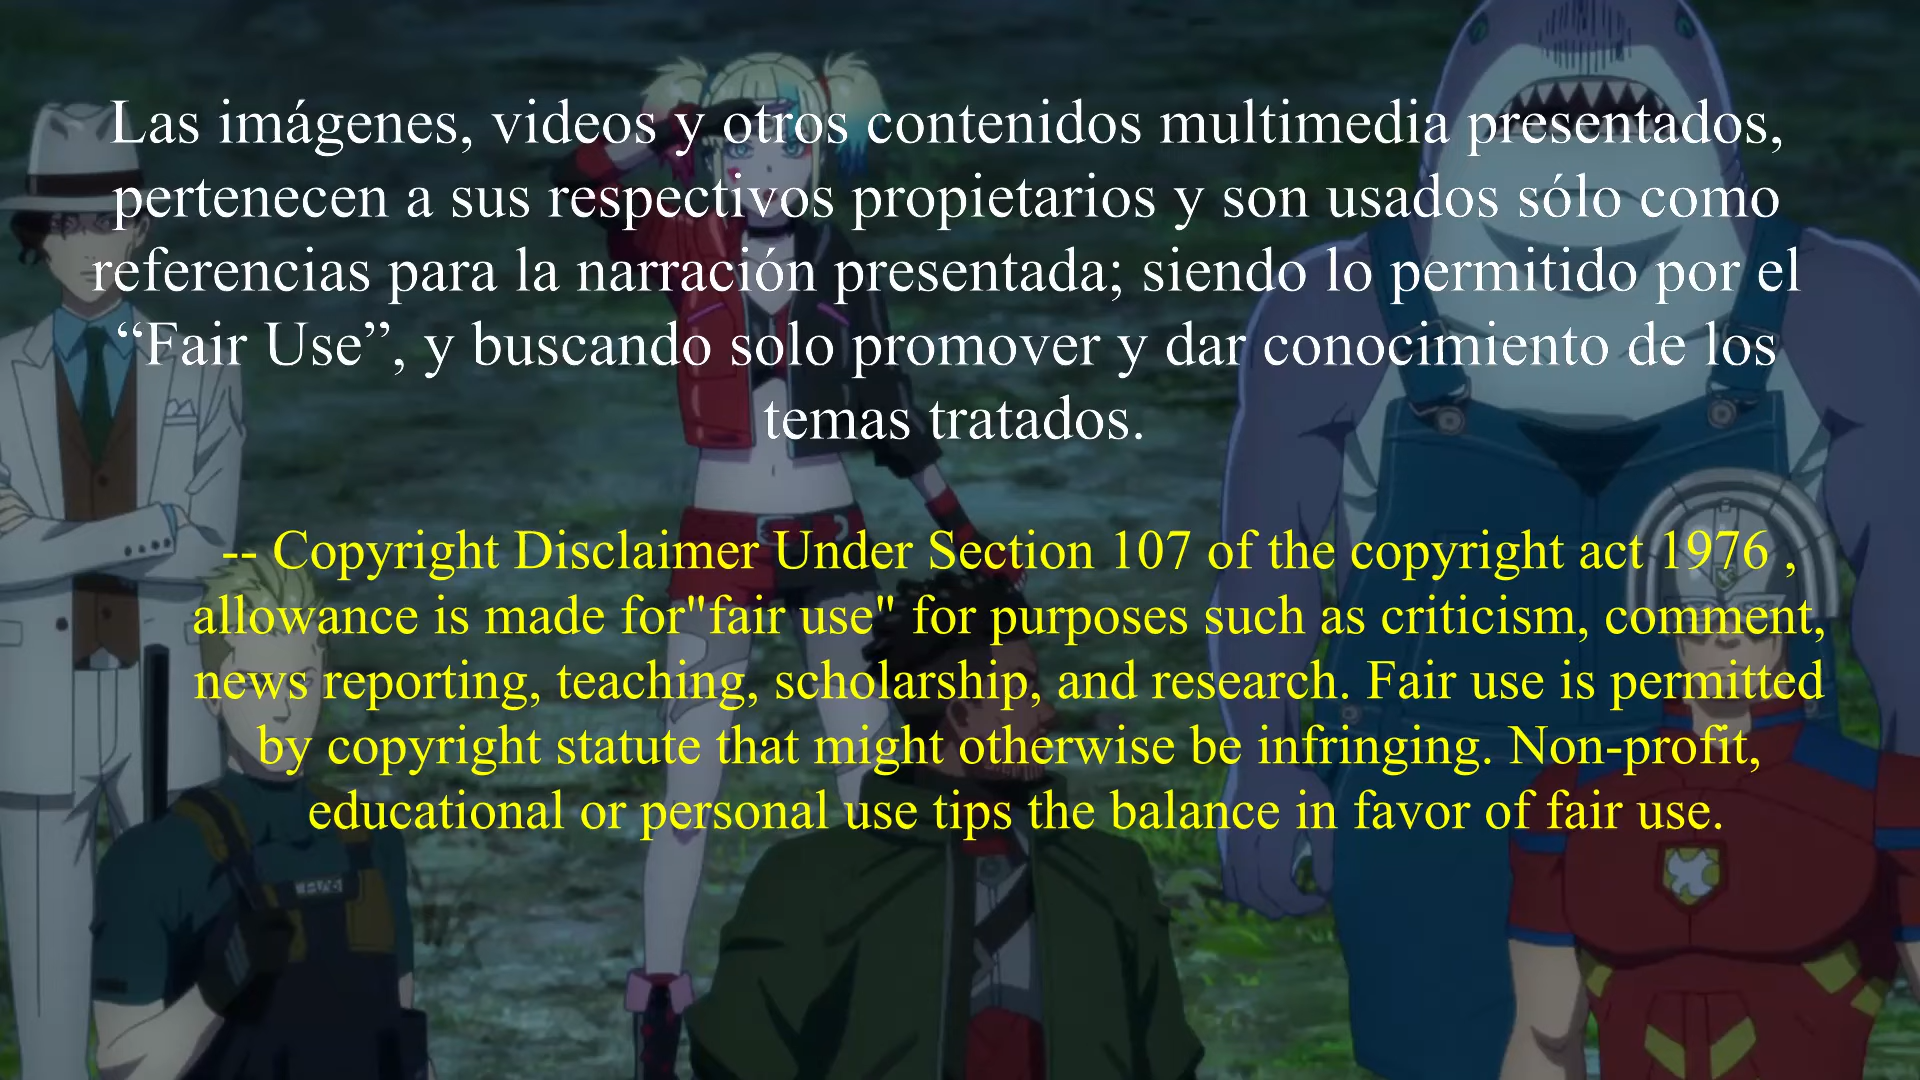 Las imágenes, videos y otros contenidos multimedia presentados,
pertenecen a sus respectivos propietarios y son usados sólo como
referencias para la narración presentada; siendo lo permitido por el
“Fair Use”, y buscando solo promover y dar conocimiento de los
temas tratados.
-- Copyright Disclaimer Under Section 107 of the copyright act 1976 ,
allowance is made for"fair use" for purposes such as criticism, comment,
news reporting, teaching, scholarship, and research. Fair use is permitted
by copyright statute that might otherwise be infringing. Non-profit,
educational or personal use tips the balance in favor of fair use.